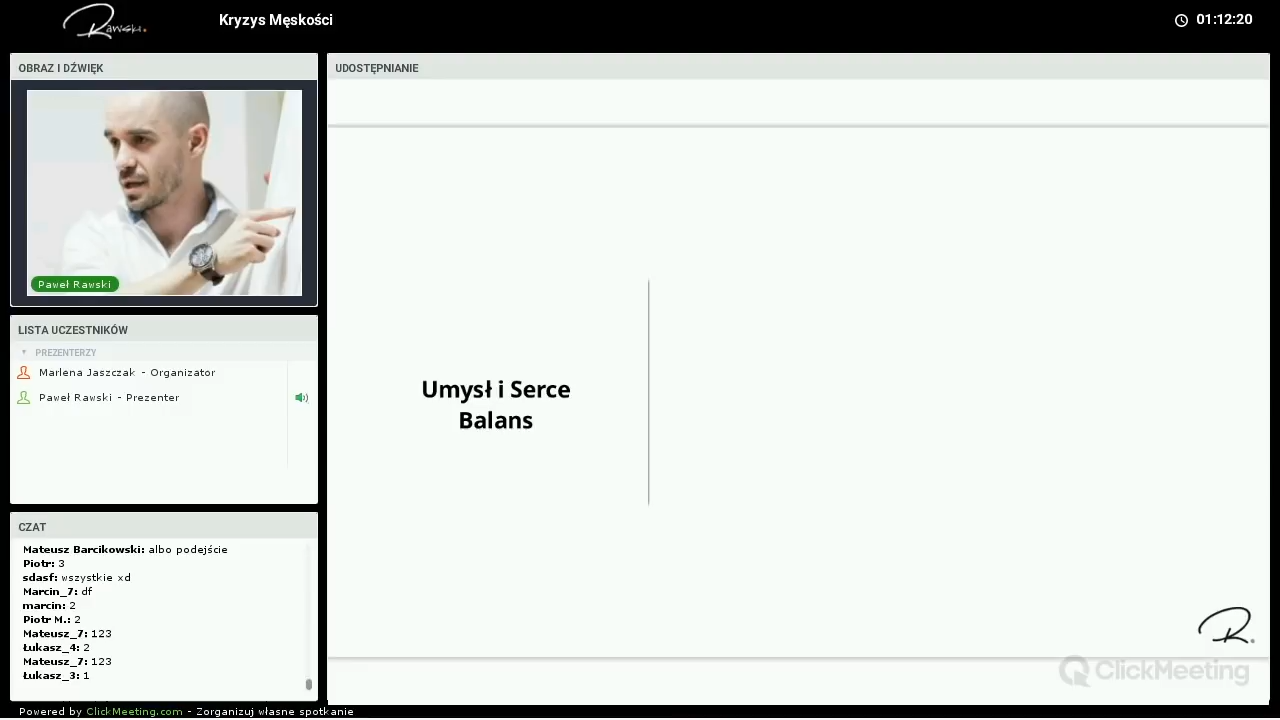 Rawski.
Kryzys Męskości
01:12:20
OBRAZ I DŹWIĘK
Paweł Rawski
LISTA UCZESTNIKÓW
PREZENTERZY
Marlena Jaszczak - Organizator
Paweł Rawski - Prezenter
CZAT
Mateusz Barcikowski: albo podejście
Piotr: 3
sdasf: wszystkie xd
Marcin_7: df
marcin: 2
Piotr M.: 2
Mateusz_7: 123
Łukasz_4: 2
Mateusz_7: 123
Łukasz_3: 1
UDOSTĘPNIANIE
Umysł i Serce
Balans
R.
ClickMeeting
Powered by ClickMeeting.com - Zorganizuj własne spotkanie